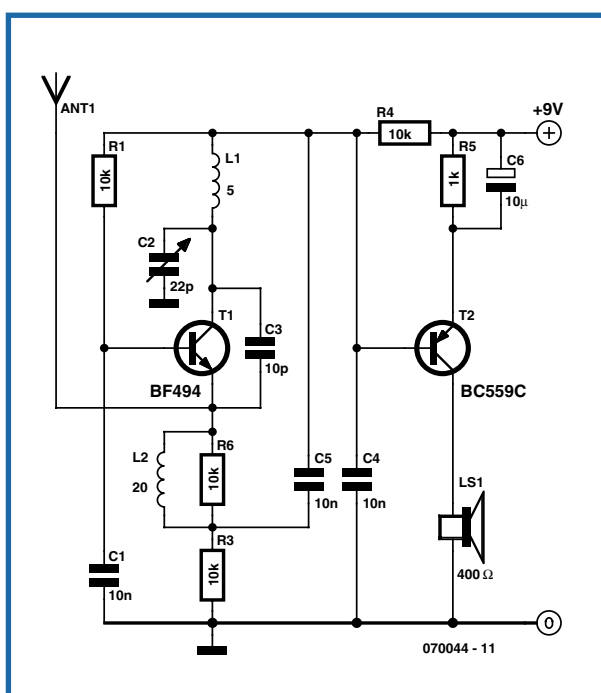 ANT1
+9V
R4
10k
R1
10k
L1
5
R5
1k
C6
10µ
C2
22p
T1
C3
10p
BF494
T2
BC559C
L2
20
R6
10k
C5
10n
C4
10n
LS1
400 Ω
C1
10n
R3
10k
0
070044 - 11